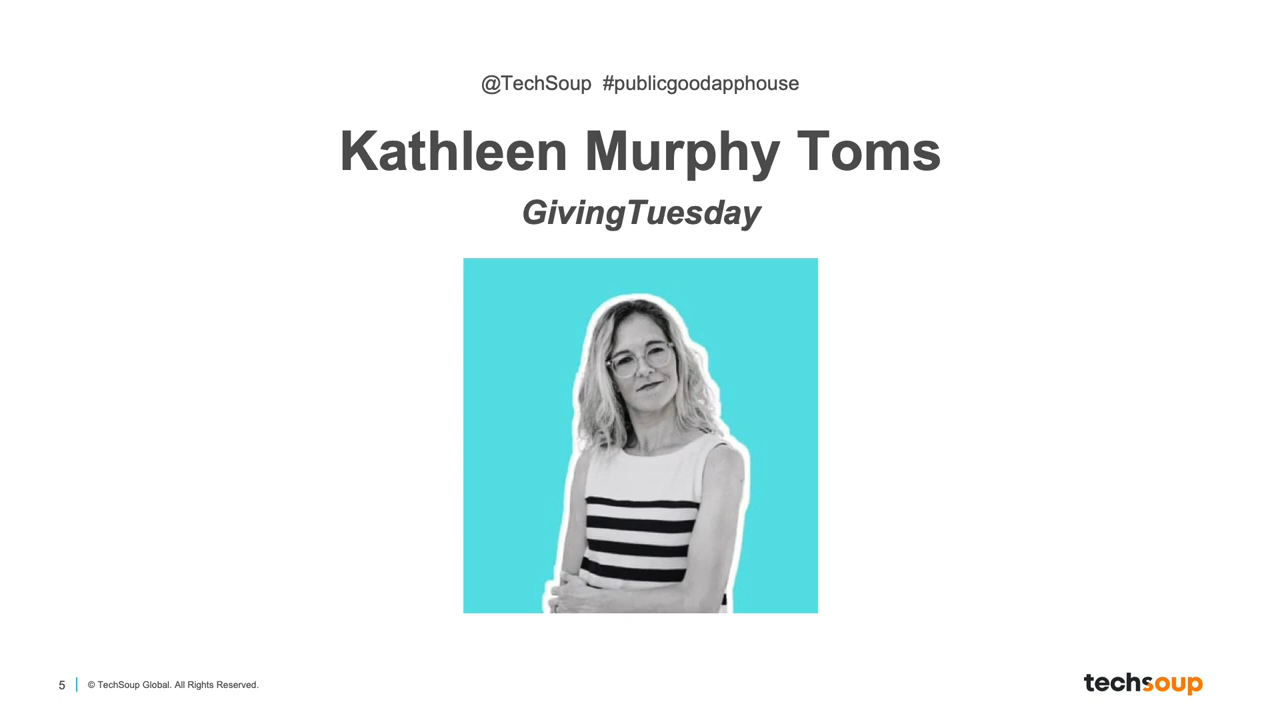 @TechSoup #publicgoodapphouse
Kathleen Murphy Toms
GivingTuesday
5
© TechSoup Global. All Rights Reserved.
techsoup